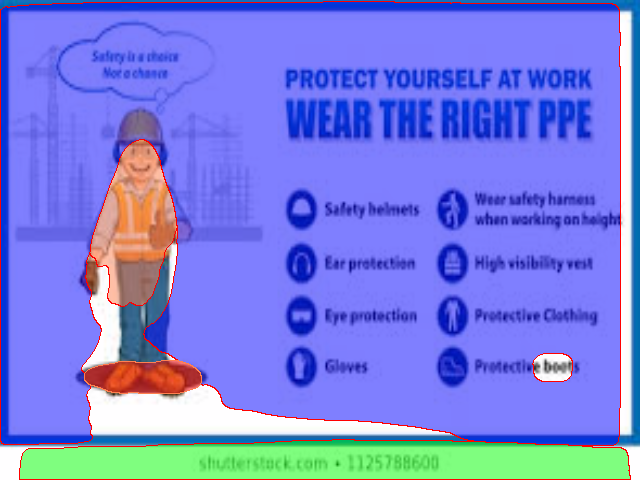 Safety is a choice
Not a chance
PROTECT YOURSELF AT WORK
WEAR THE RIGHT PPE
Safety helmets
Ear protection
Eye protection
Gloves
Wear safety harness
when working on height
High visibility vest
Protective Clothing
Protective boots
shutterstock.com • 1125788600